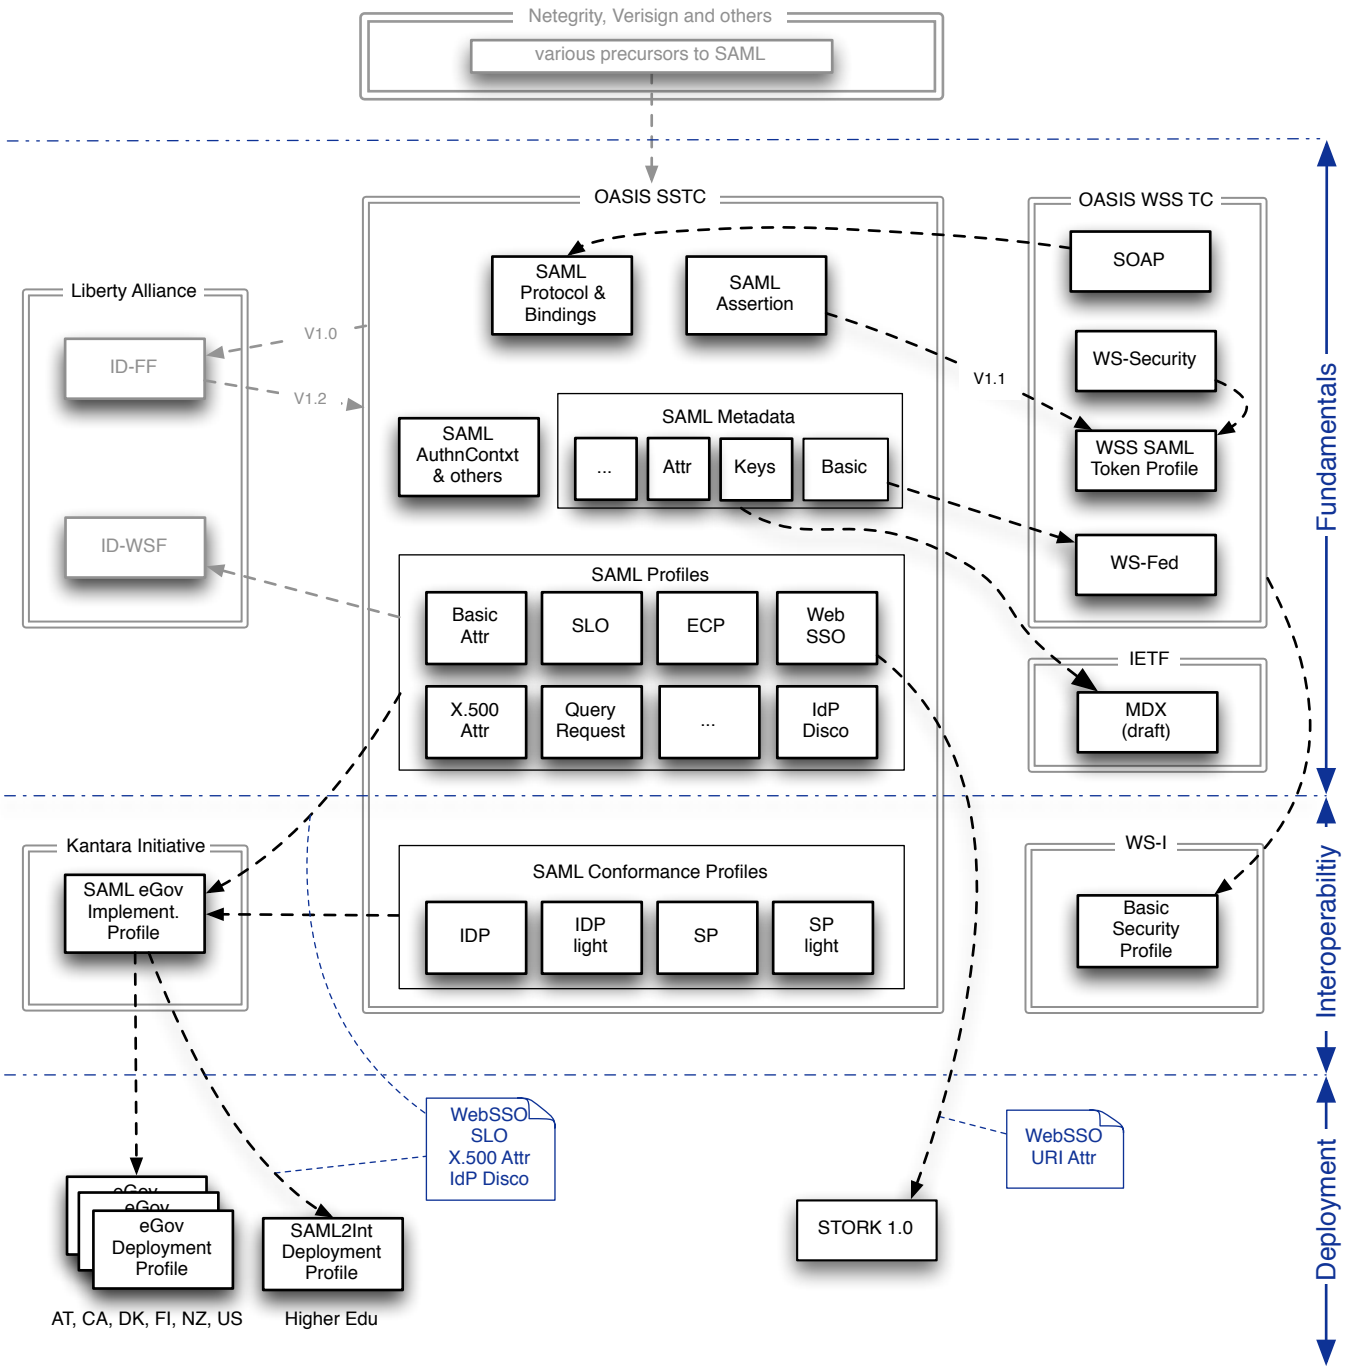 Netegrity, Verisign and others
various precursors to SAML
OASIS SSTC
OASIS WSS TC
SAML
Protocol &
Bindings
SAML
Assertion
SOAP
Liberty Alliance
V1.0
ID-FF
V1.2
WS-Security
V1.1
SAML
AuthnContxt
& others
SAML Metadata
...
Attr
Keys
Basic
WSS SAML
Token Profile
ID-WSF
WS-Fed
SAML Profiles
Basic
Attr
SLO
ECP
Web
SSO
X.500
Attr
Query
Request
...
IdP
Disco
IETF
MDX
(draft)
Fundamentals
Kantara Initiative
SAML eGov
Implement.
Profile
SAML Conformance Profiles
IDP
IDP
light
SP
SP
light
WS-I
Basic
Security
Profile
Interoperabiltiy
WebSSO
SLO
X.500 Attr
IdP Disco
WebSSO
URI Attr
eGov
eGov
eGov
Deployment
Profile
SAML2Int
Deployment
Profile
STORK 1.0
AT, CA, DK, FI, NZ, US
Higher Edu
Deployment